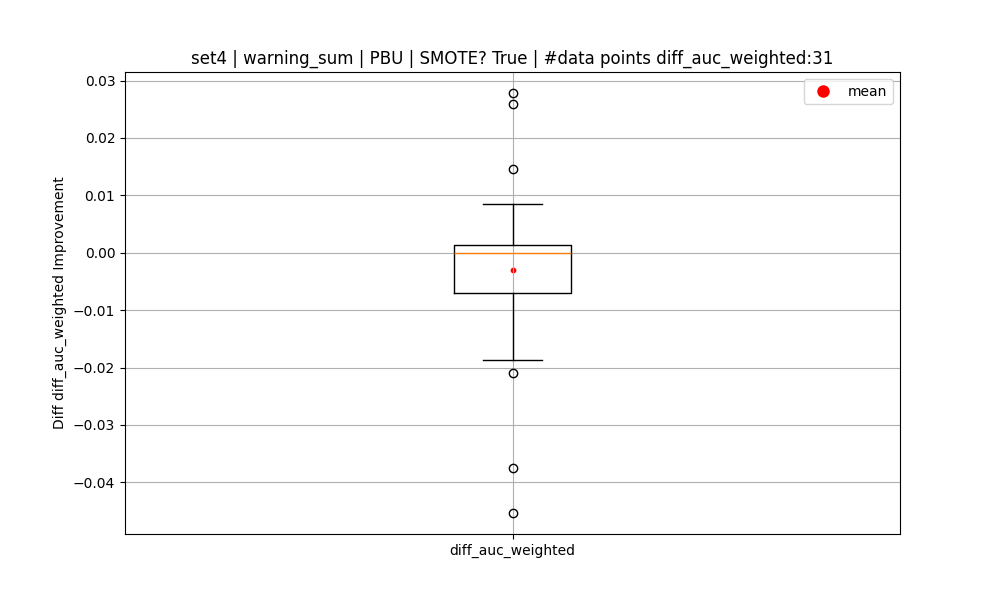 set4 | warning_sum | PBU | SMOTE? True | #data points diff_auc_weighted:31
mean
Diff diff_auc_weighted Improvement
0.03
0.02
0.01
0.00
−0.01
−0.02
−0.03
−0.04
diff_auc_weighted